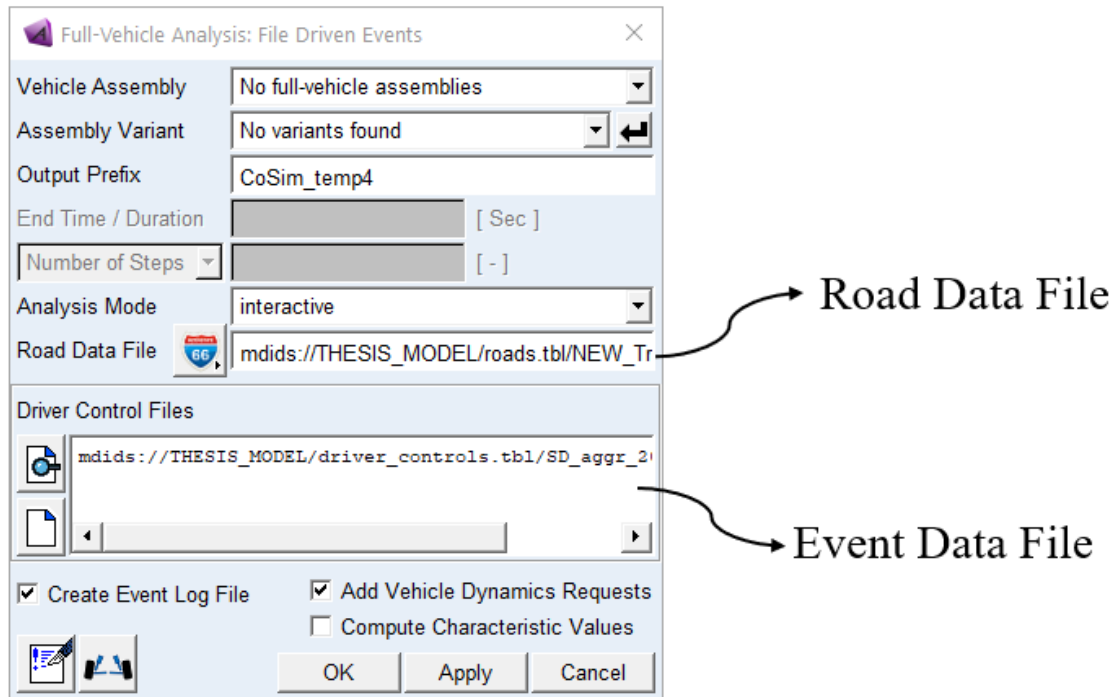 Full-Vehicle Analysis: File Driven Events
Vehicle Assembly No full-vehicle assemblies
Assembly Variant No variants found
Output Prefix CoSim_temp4
End Time / Duration [ Sec ]
Number of Steps [ - ]
Analysis Mode interactive
Road Data File 66 mdids://THESIS_MODEL/roads.tbl/NEW_Tr
Road Data File
Driver Control Files
mdids://THESIS_MODEL/driver_controls.tbl/SD_aggr_2
Event Data File
Create Event Log File Add Vehicle Dynamics Requests
Compute Characteristic Values
OK Apply Cancel